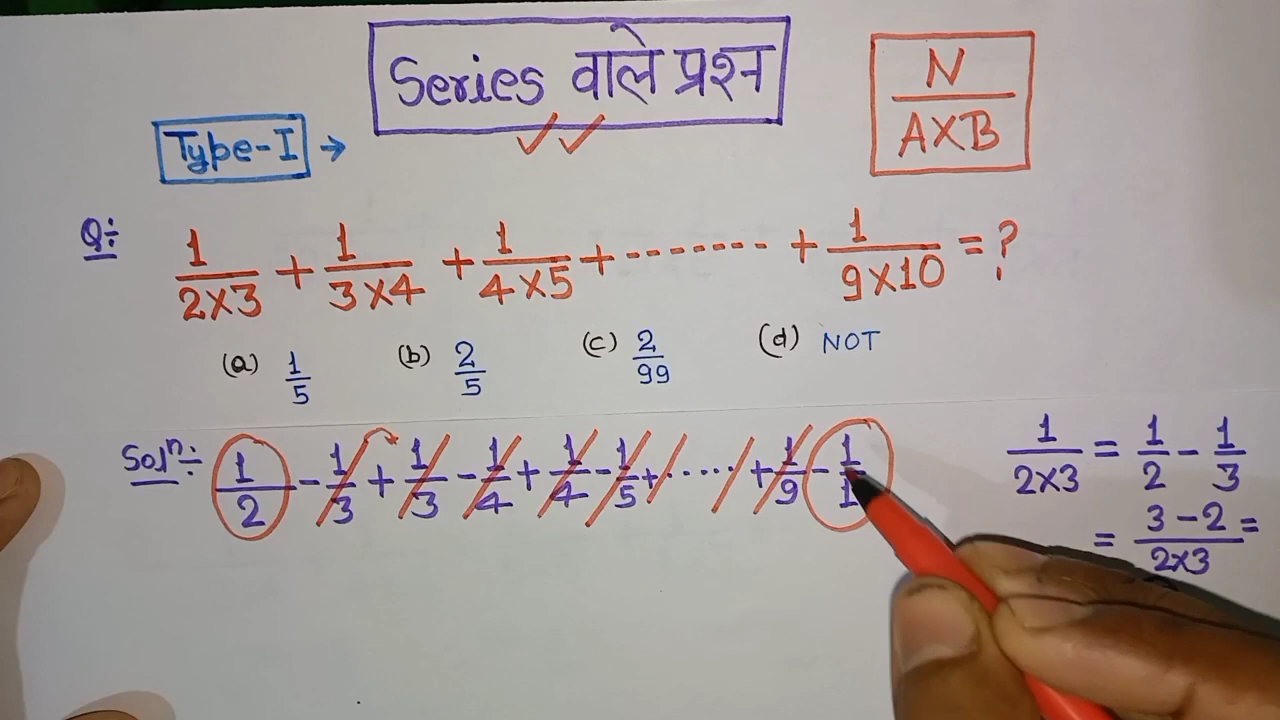 Series वाले प्रश्न
N
A×B
Type-I →
Q÷ 1/2×3 + 1/3×4 + 1/4×5 + -------- + 1/9×10 = ?
(a) 1/5 (b) 2/5 (c) 2/99 (d) NOT
Solⁿ÷ 1/2 - 1/3 + 1/3 - 1/4 + 1/4 - 1/5 + ..... + 1/9 -
1/2×3 = 1/2 - 1/3
= 3-2/2×3 =